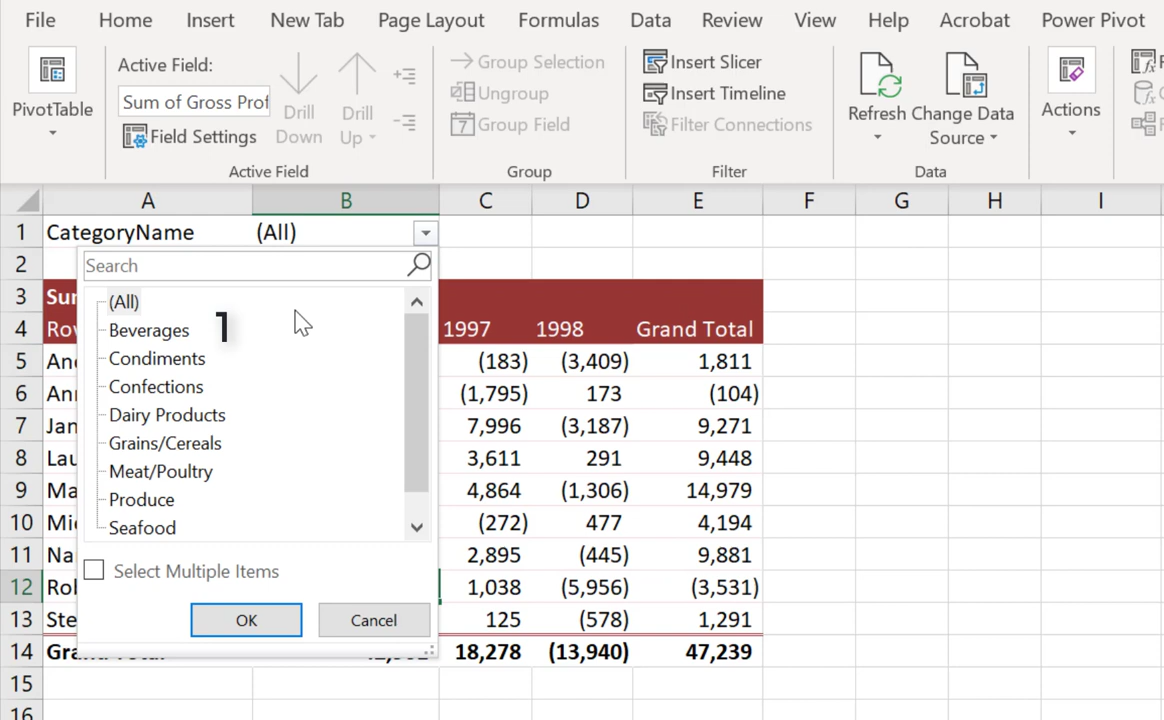 File Home Insert New Tab Page Layout Formulas Data Review View Help Acrobat Power Pivot
PivotTable
Active Field:
Sum of Gross Prof
Field Settings
Drill Down
Drill Up
Active Field
Group Selection
Ungroup
Group Field
Group
Insert Slicer
Insert Timeline
Filter Connections
Filter
Refresh
Change Data Source
Data
Actions
A B C D E F G H I
1 CategoryName (All)
2
3 Sum
4 1997 1998 Grand Total
5 (183) (3,409) 1,811
6 (1,795) 173 (104)
7 7,996 (3,187) 9,271
8 3,611 291 9,448
9 4,864 (1,306) 14,979
10 (272) 477 4,194
11 2,895 (445) 9,881
12 1,038 (5,956) (3,531)
13 125 (578) 1,291
14 18,278 (13,940) 47,239
15
16
Search
(All)
Beverages 1
Condiments
Confections
Dairy Products
Grains/Cereals
Meat/Poultry
Produce
Seafood
Select Multiple Items
OK Cancel